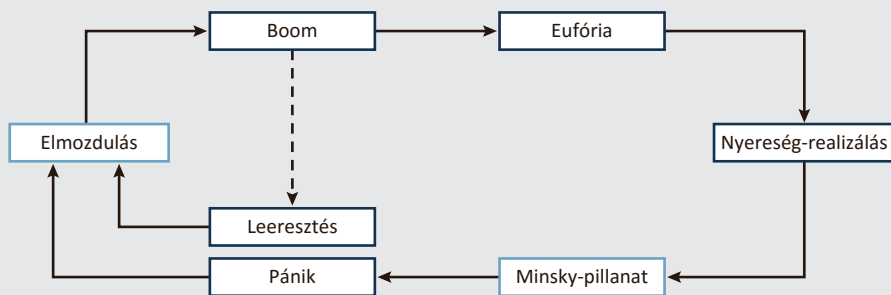 Boom
Eufória
Elmozdulás
Nyereség-realizálás
Leeresztés
Pánik
Minsky-pillanat